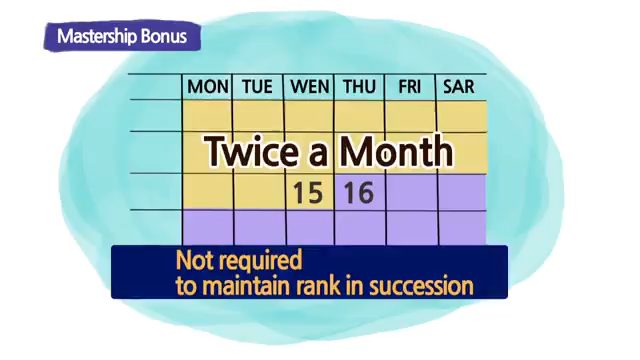 Mastership Bonus
MON TUE WEN THU FRI SAR
Twice a Month
15 16
Not required
to maintain rank in succession